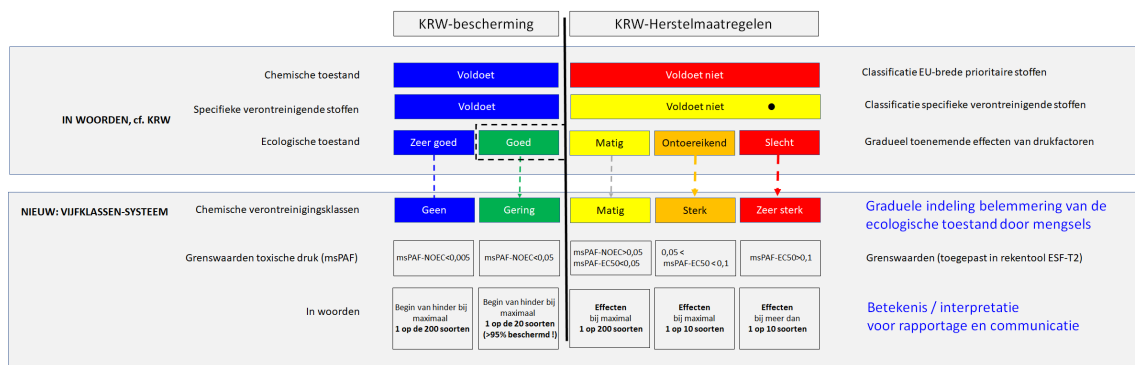 KRW-bescherming
KRW-Herstelmaatregelen
Chemische toestand
Voldoet
Voldoet niet
Classificatie EU-brede prioritaire stoffen
IN WOORDEN, cf. KRW
Specifieke verontreinigende stoffen
Voldoet
Voldoet niet
Classificatie specifieke verontreinigende stoffen
Ecologische toestand
Zeer goed
Goed
Matig
Ontoereikend
Slecht
Gradueel toenemende effecten van drukfactoren
NIEUW: VIJFKLASSEN-SYSTEEM
Chemische verontreinigingsklassen
Geen
Gering
Matig
Sterk
Zeer sterk
Graduele indeling belemmering van de
ecologische toestand door mengsels
Grenswaarden toxische druk (msPAF)
msPAF-NOEC<0,005
msPAF-NOEC<0,05
msPAF-NOEC>0,05
msPAF-EC50<0,05
0,05 <
msPAF-EC50 <0,1
msPAF-EC50>0,1
Grenswaarden (toegepast in rekentool ESF-T2)
In woorden
Begin van hinder bij
maximaal
1 op de 200 soorten
Begin van hinder bij
maximaal
1 op de 20 soorten
(>95% beschermd !)
Effecten
bij maximaal
1 op 200 soorten
Effecten
bij maximaal
1 op 10 soorten
Effecten
bij meer dan
1 op 10 soorten
Betekenis / interpretatie
voor rapportage en communicatie